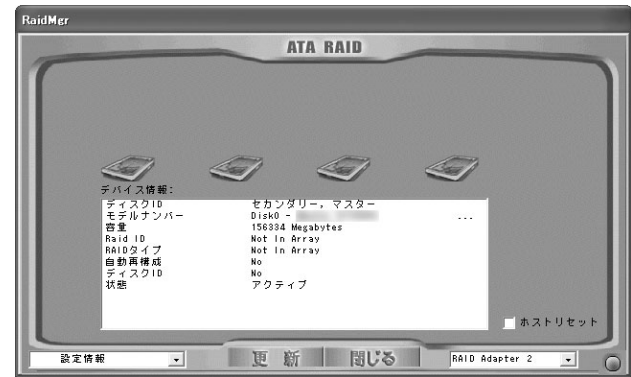 RaidMgr
ATA RAID
デバイス情報:
ディスクID セカンダリー, マスター
モデルナンバー Disk0 - ...
容量 156334 Megabytes
Raid ID Not In Array
RAIDタイプ Not In Array
自動再構成 No
ディスクID No
状態 アクティブ
ホストリセット
設定情報 更新 閉じる RAID Adapter 2